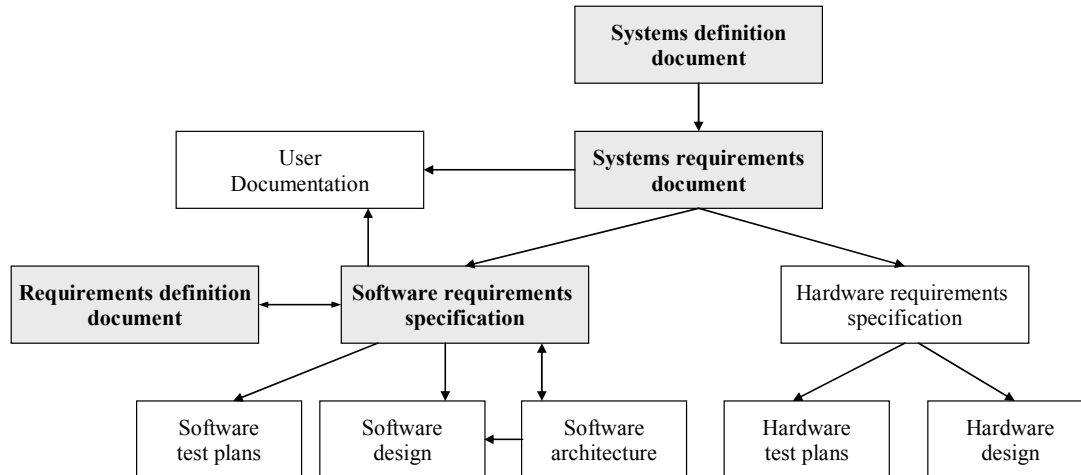 Systems definition
document
User
Documentation
Systems requirements
document
Requirements definition
document
Software requirements
specification
Hardware requirements
specification
Software
test plans
Software
design
Software
architecture
Hardware
test plans
Hardware
design